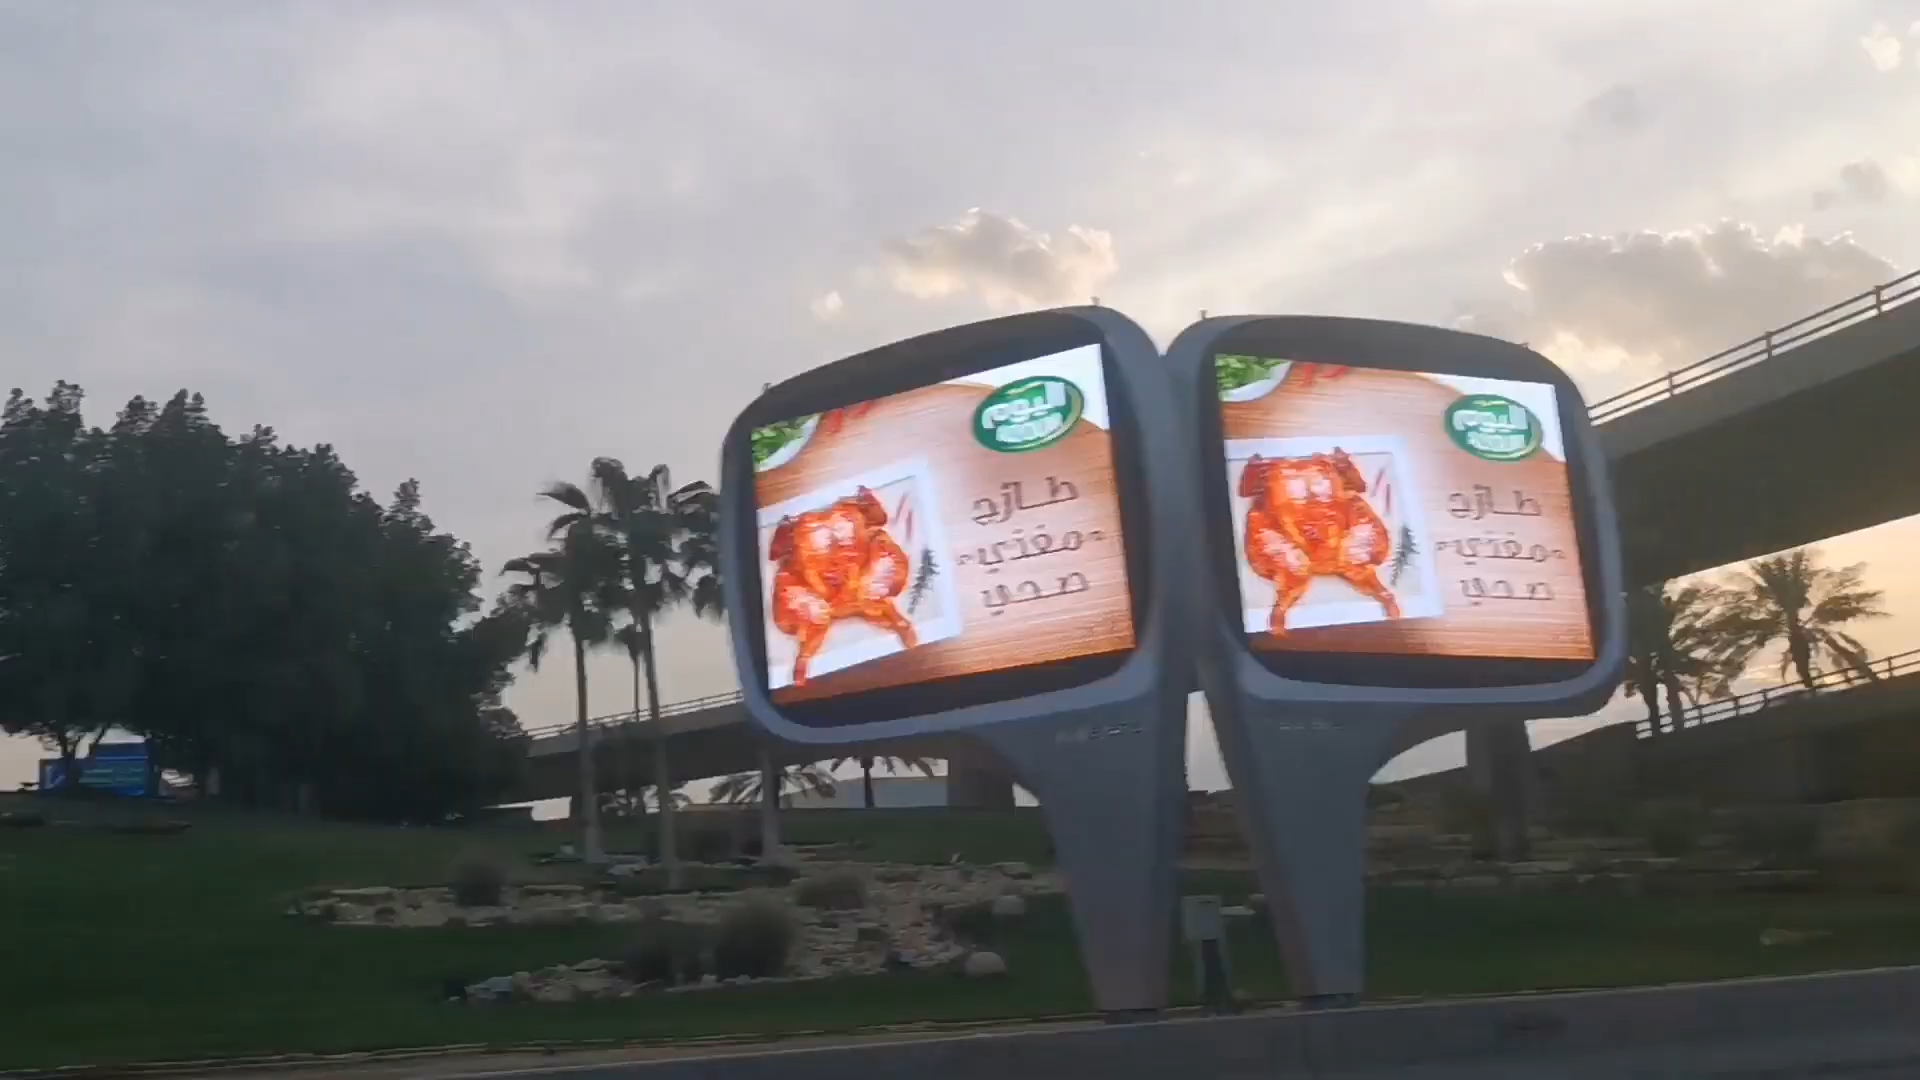 اليوم
طازج
مغذي
صحي
اليوم
طازج
مغذي
صحي